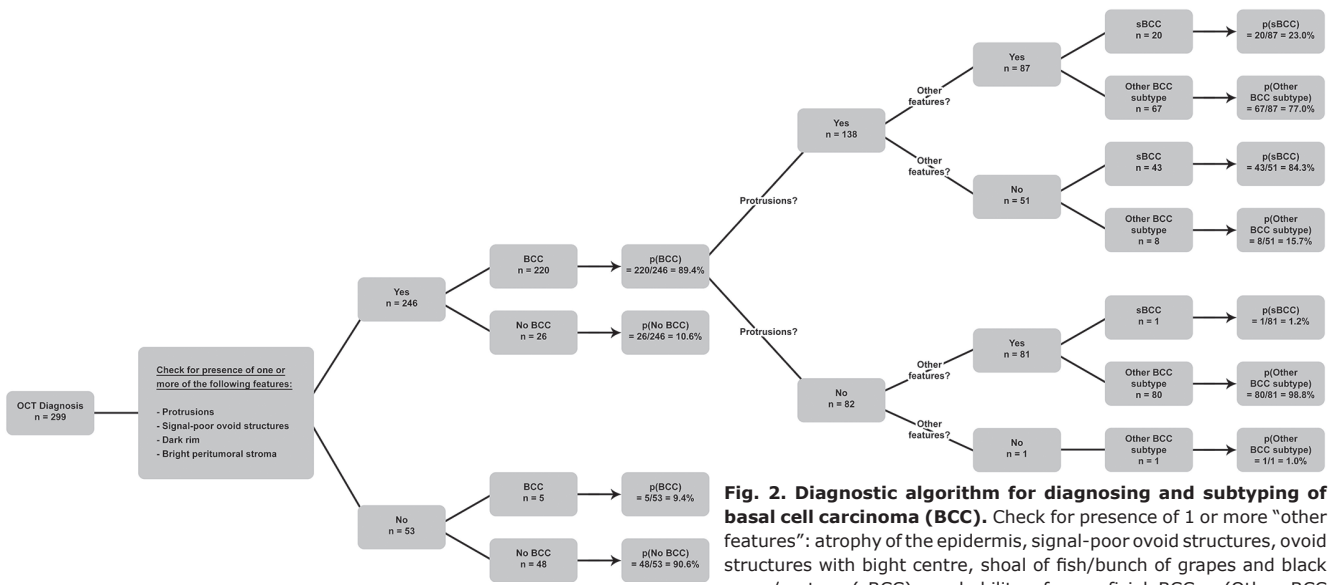 OCT Diagnosis
n = 299
Check for presence of one or
more of the following features:
- Protrusions
- Signal-poor ovoid structures
- Dark rim
- Bright peritumoral stroma
Yes
n = 246
BCC
n = 220
p(BCC)
= 220/246 = 89.4%
No BCC
n = 26
p(No BCC)
= 26/246 = 10.6%
No
n = 53
BCC
n = 5
p(BCC)
= 5/53 = 9.4%
No BCC
n = 48
p(No BCC)
= 48/53 = 90.6%
Protrusions?
Yes
n = 138
Other
features?
Yes
n = 87
sBCC
n = 20
p(sBCC)
= 20/87 = 23.0%
Other BCC
subtype
n = 67
p(Other
BCC subtype)
= 67/87 = 77.0%
Other
features?
No
n = 51
sBCC
n = 43
p(sBCC)
= 43/51 = 84.3%
Other BCC
subtype
n = 8
p(Other
BCC subtype)
= 8/51 = 15.7%
Protrusions?
No
n = 82
Other
features?
Yes
n = 81
sBCC
n = 1
p(sBCC)
= 1/81 = 1.2%
Other BCC
subtype
n = 80
p(Other
BCC subtype)
= 80/81 = 98.8%
Other
features?
No
n = 1
Other BCC
subtype
n = 1
p(Other
BCC subtype)
= 1/1 = 1.0%
Fig. 2. Diagnostic algorithm for diagnosing and subtyping of
basal cell carcinoma (BCC). Check for presence of 1 or more “other
features”: atrophy of the epidermis, signal-poor ovoid structures, ovoid
structures with bight centre, shoal of fish/bunch of grapes and black